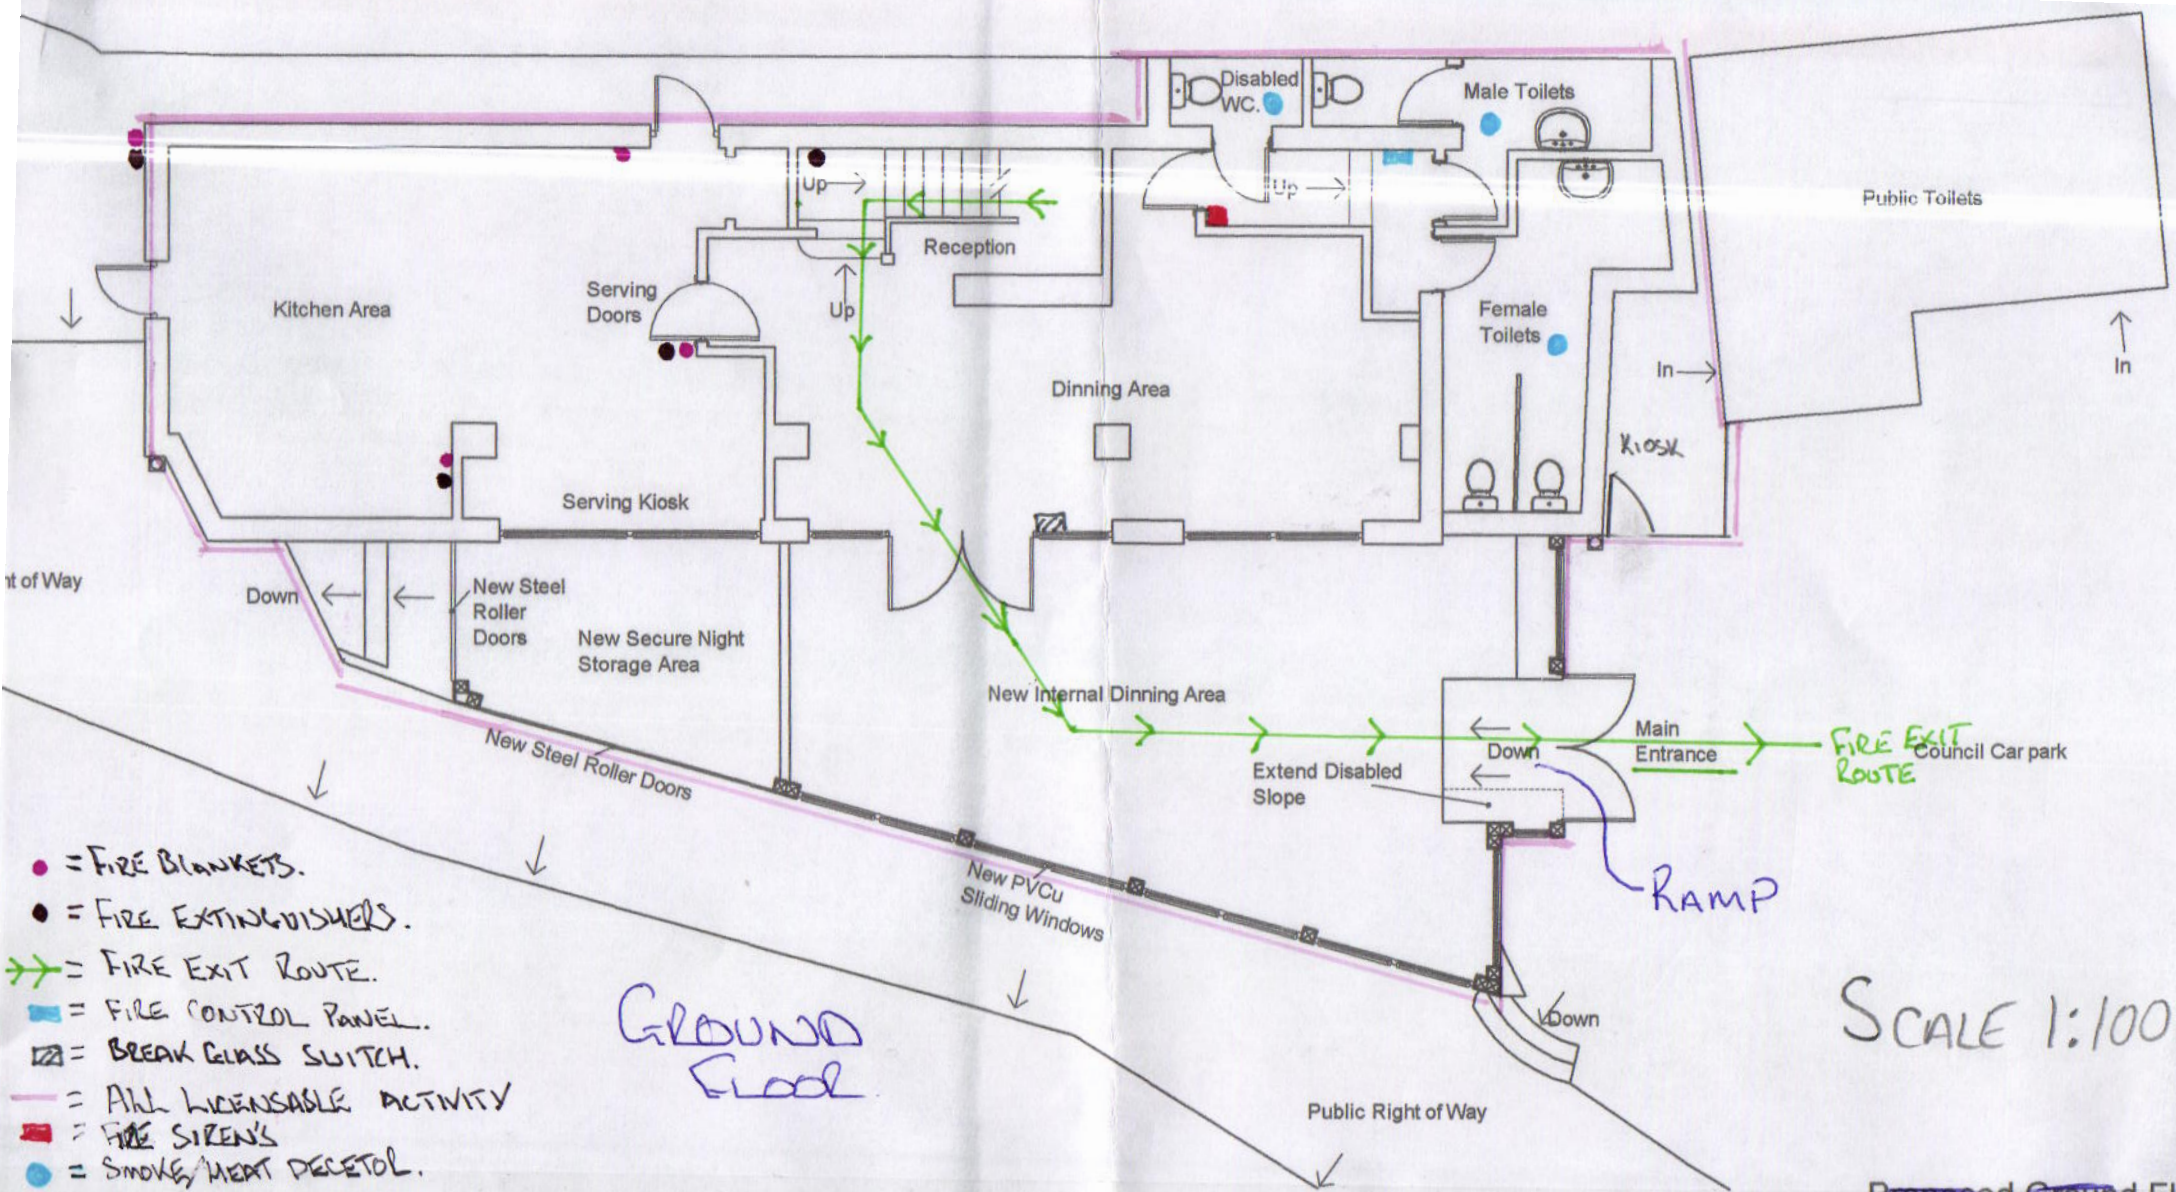 Disabled
WC.
Male Toilets
Public Toilets
Up
Up
Reception
Kitchen Area
Serving
Doors
Up
Female
Toilets
In
In
Dinning Area
KIOSK
Serving Kiosk
nt of Way
Down
New Steel
Roller
Doors
New Secure Night
Storage Area
New Internal Dinning Area
New Steel Roller Doors
Main
Entrance
Down
FIRE EXIT
ROUTE
Council Car park
Extend Disabled
Slope
New PVCu
Sliding Windows
RAMP
= FIRE BLANKETS.
= FIRE EXTINGUISHERS.
= FIRE EXIT ROUTE.
= FIRE CONTROL PANEL.
= BREAK GLASS SWITCH.
= ALL LICENSABLE ACTIVITY
= FIRE SIREN'S
= SMOKE/HEAT DECETOR.
GROUND
FLOOR
Down
SCALE 1:100
Public Right of Way